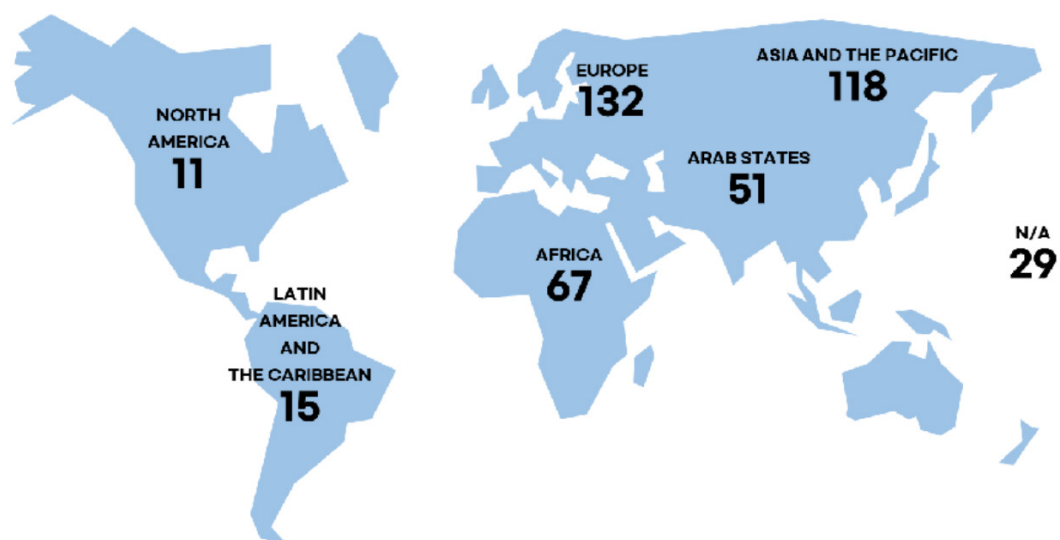 NORTH
AMERICA
11
LATIN
AMERICA
AND
THE CARIBBEAN
15
EUROPE
132
AFRICA
67
ASIA AND THE PACIFIC
118
ARAB STATES
51
N/A
29